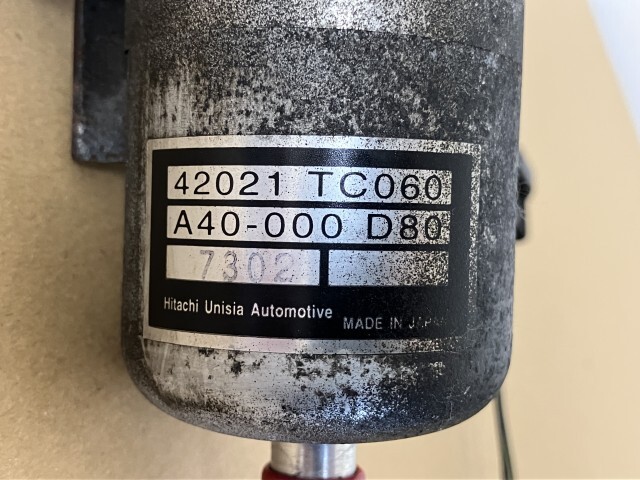 42021 TC060
A40-000 D80
7302
Hitachi Unisia Automotive
MADE IN JAPAN